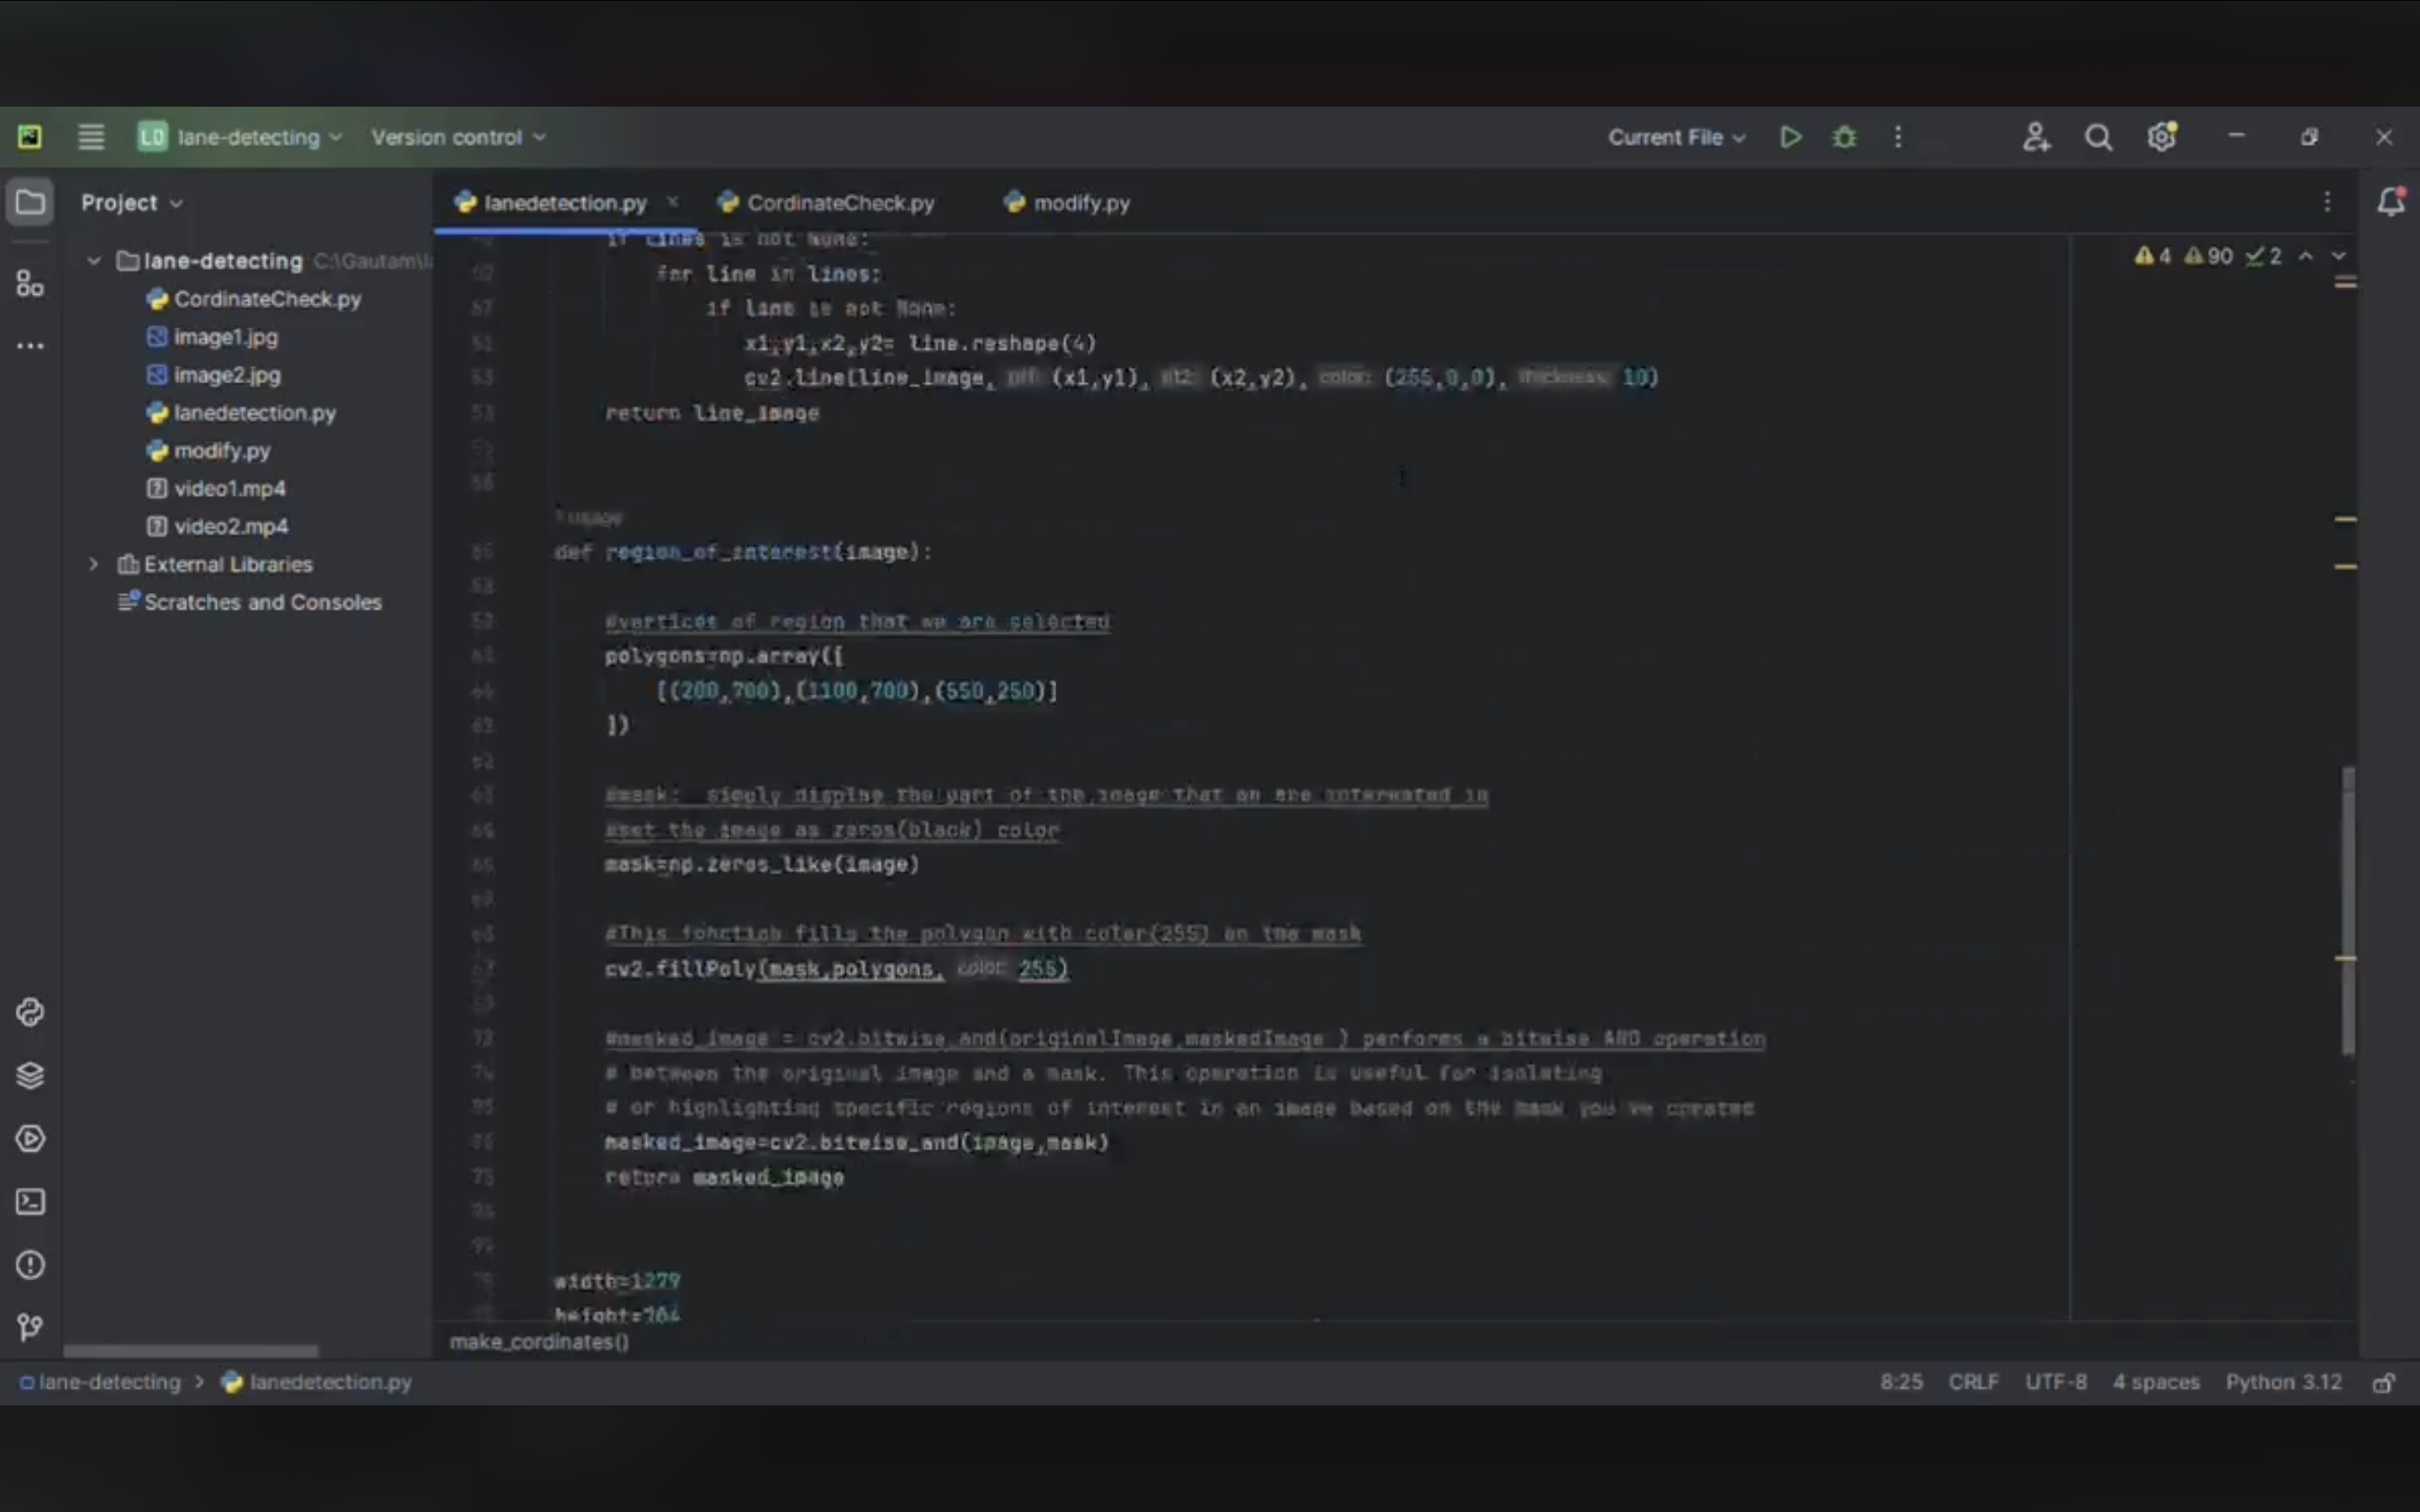 LD lane-detecting Version control Current File
Project lanedetection.py CordinateCheck.py modify.py
lane-detecting C:\Gautam\l
CordinateCheck.py
image1.jpg
image2.jpg
lanedetection.py
modify.py
video1.mp4
video2.mp4
External Libraries
Scratches and Consoles
4 90 2
if lines is not None:
for line in lines:
if line is not None:
x1,y1,x2,y2= line.reshape(4)
cv2.line(line_image, (x1,y1), pt2: (x2,y2), color: (255,0,0), thickness: 10)
return line_image
usage
def region_of_interest(image):
#vertices of region that we are selected
polygons=np.array([
[(200,700),(1100,700),(550,250)]
])
#mask: simply display the part of the image that are interested in
#set the image as zeros(black) color
mask=np.zeros_like(image)
#This function fills the polygon with color(255) on the mask
cv2.fillPoly(mask,polygons, color: 255)
#masked_image = cv2.bitwise_and(originalImage,maskedImage ) performs a bitwise AND operation
# between the original image and a mask. This operation is useful for isolating
# or highlighting specific regions of interest in an image based on the mask you've created
masked_image=cv2.bitwise_and(image,mask)
return masked_image
width=1279
height=704
make_cordinates()
lane-detecting > lanedetection.py 8:25 CRLF UTF-8 4 spaces Python 3.12